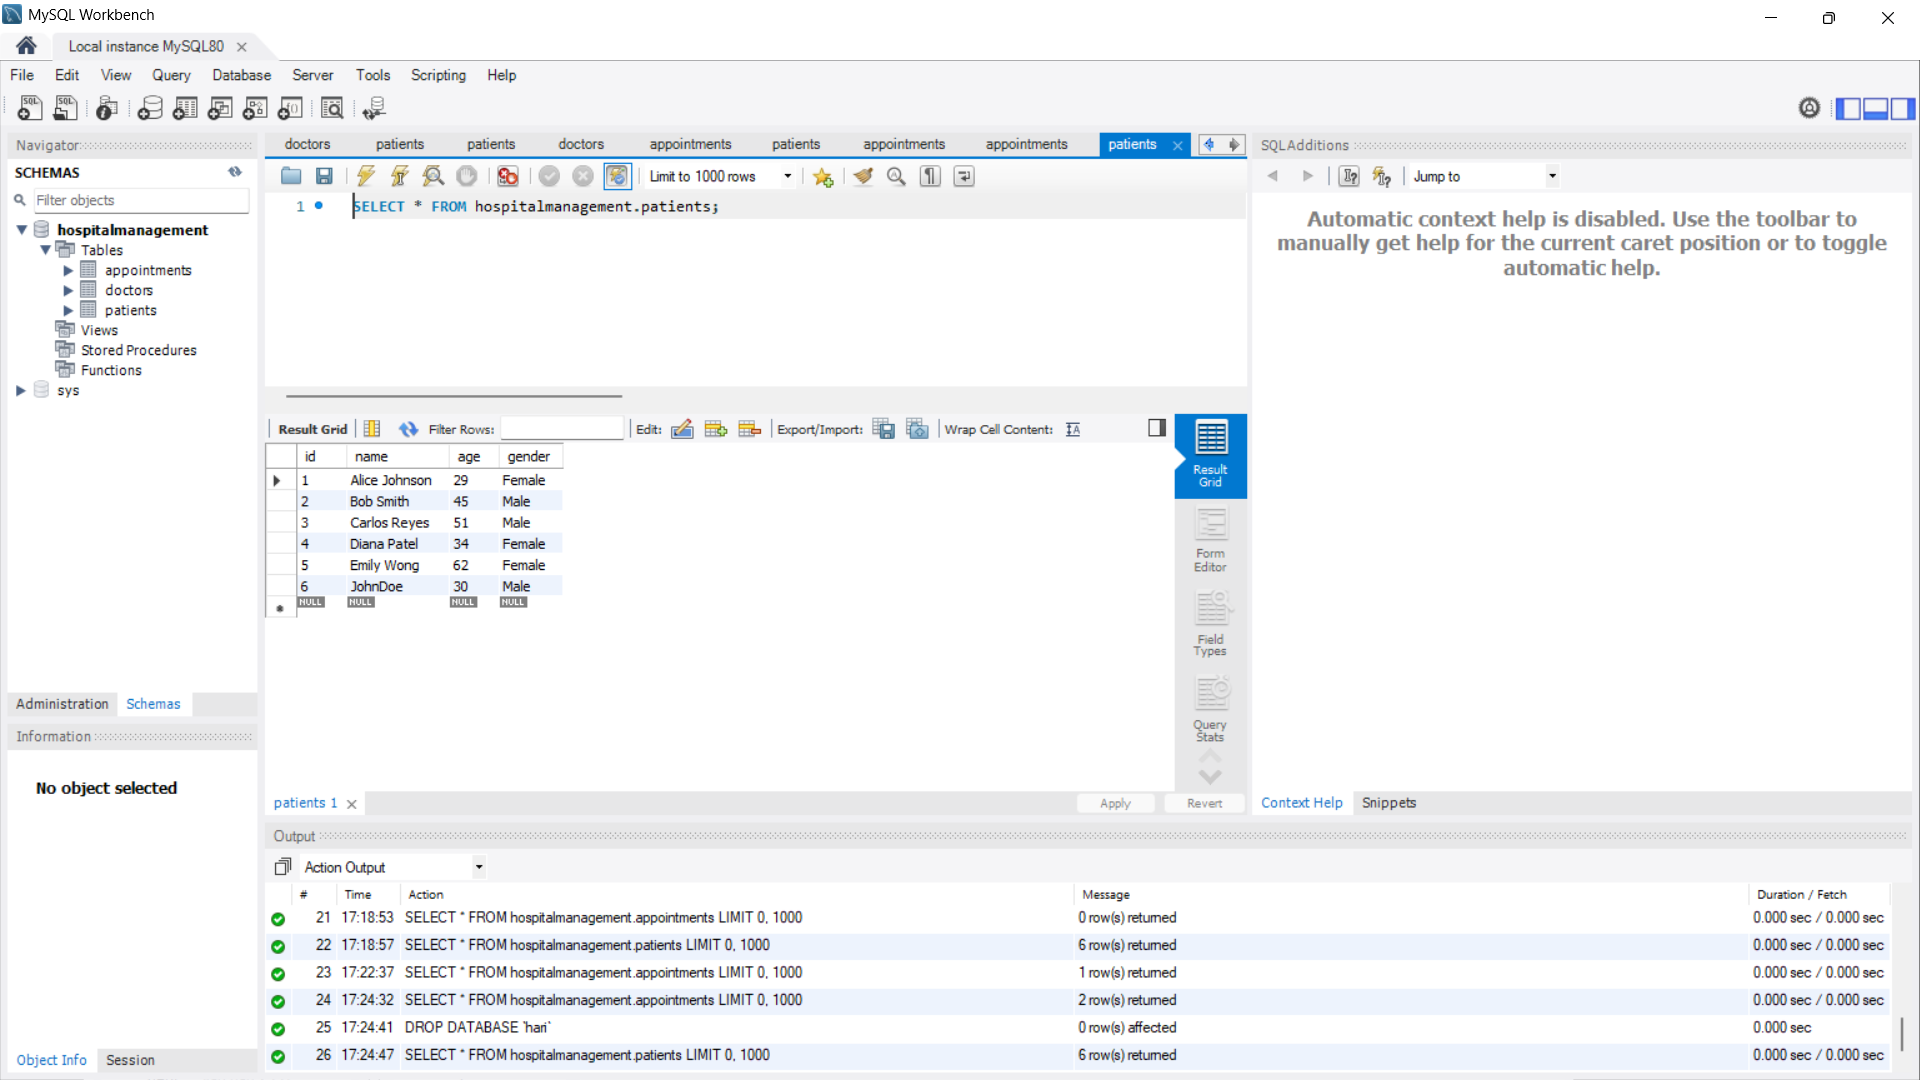 MySQL Workbench
Local instance MySQL80
File Edit View Query Database Server Tools Scripting Help
Navigator
SCHEMAS
Filter objects
hospitalmanagement
Tables
appointments
doctors
patients
Views
Stored Procedures
Functions
sys
Administration Schemas
Information
No object selected
Object Info Session
doctors patients patients doctors appointments patients appointments appointments patients
Limit to 1000 rows
1 SELECT * FROM hospitalmanagement.patients;
Result Grid Filter Rows: Edit: Export/Import: Wrap Cell Content:
id name age gender
1 Alice Johnson 29 Female
2 Bob Smith 45 Male
3 Carlos Reyes 51 Male
4 Diana Patel 34 Female
5 Emily Wong 62 Female
6 JohnDoe 30 Male
NULL NULL NULL NULL
Result
Grid
Form
Editor
Field
Types
Query
Stats
patients 1
Apply Revert
SQLAdditions
Jump to
Automatic context help is disabled. Use the toolbar to
manually get help for the current caret position or to toggle
automatic help.
Context Help Snippets
Output
Action Output
# Time Action Message Duration / Fetch
21 17:18:53 SELECT * FROM hospitalmanagement.appointments LIMIT 0, 1000 0 row(s) returned 0.000 sec / 0.000 sec
22 17:18:57 SELECT * FROM hospitalmanagement.patients LIMIT 0, 1000 6 row(s) returned 0.000 sec / 0.000 sec
23 17:22:37 SELECT * FROM hospitalmanagement.appointments LIMIT 0, 1000 1 row(s) returned 0.000 sec / 0.000 sec
24 17:24:32 SELECT * FROM hospitalmanagement.appointments LIMIT 0, 1000 2 row(s) returned 0.000 sec / 0.000 sec
25 17:24:41 DROP DATABASE `hari` 0 row(s) affected 0.000 sec
26 17:24:47 SELECT * FROM hospitalmanagement.patients LIMIT 0, 1000 6 row(s) returned 0.000 sec / 0.000 sec